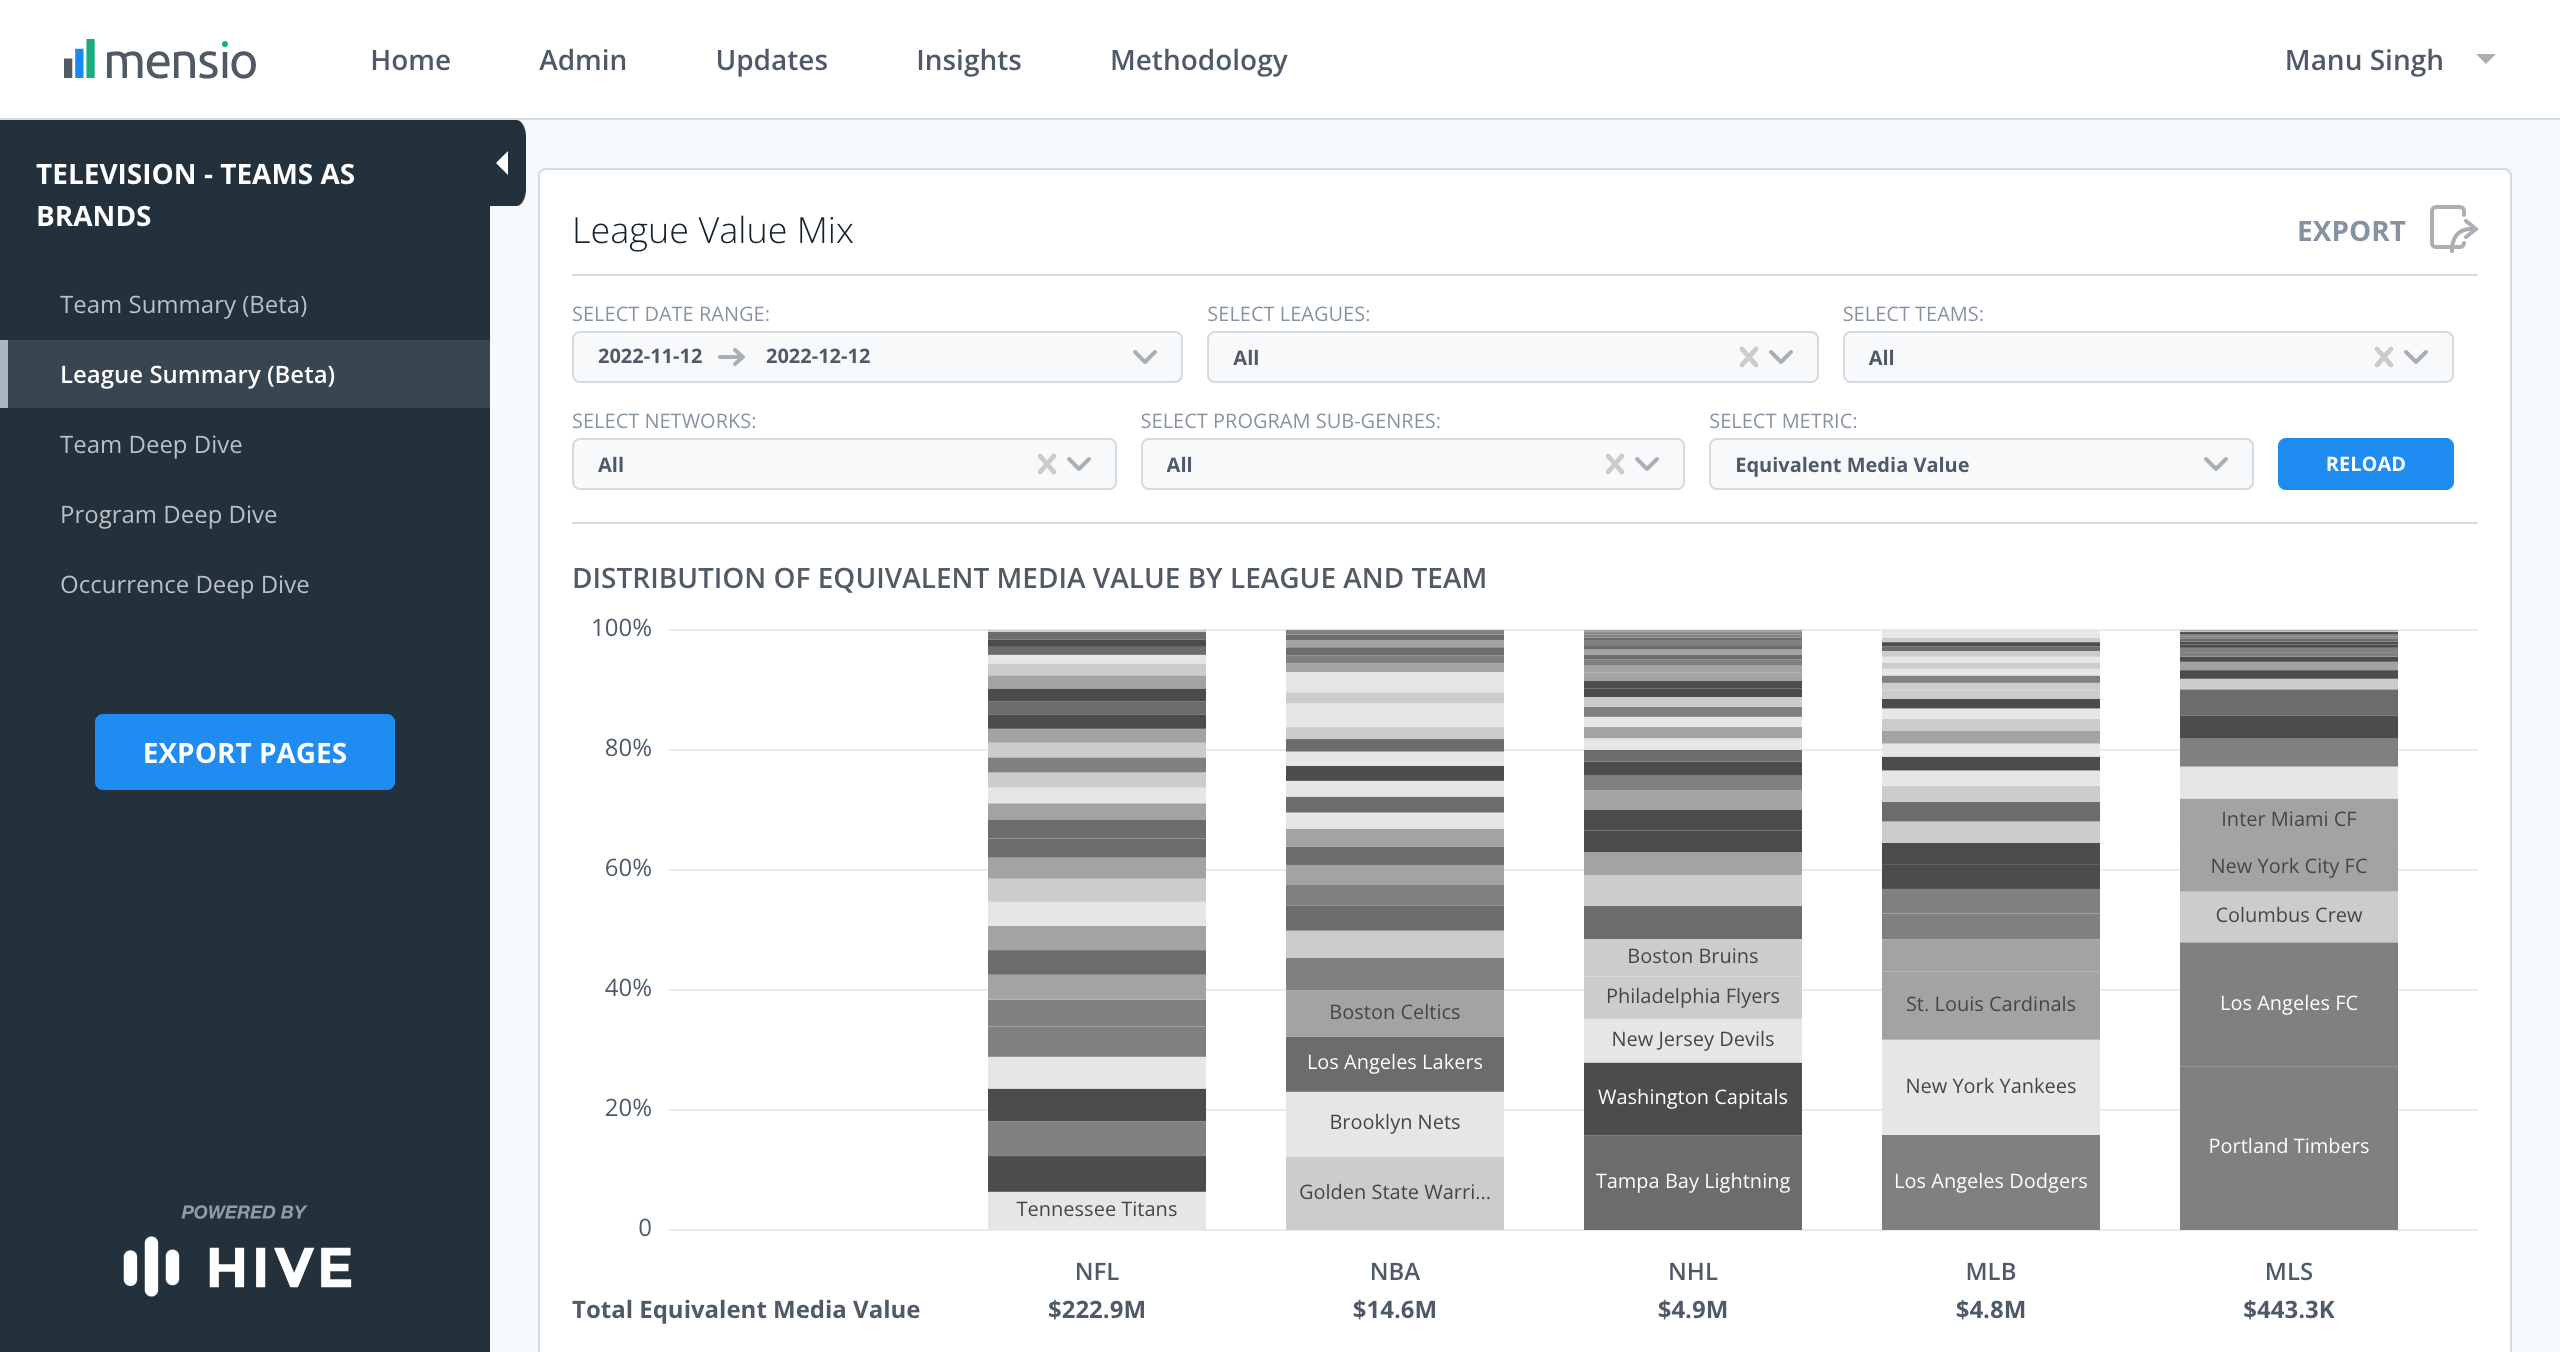 mensio
Home
Admin
Updates
Insights
Methodology
Manu Singh
TELEVISION - TEAMS AS
BRANDS
Team Summary (Beta)
League Summary (Beta)
Team Deep Dive
Program Deep Dive
Occurrence Deep Dive
EXPORT PAGES
POWERED BY
HIVE
League Value Mix
EXPORT
SELECT DATE RANGE:
2022-11-12
2022-12-12
SELECT LEAGUES:
All
SELECT TEAMS:
All
SELECT NETWORKS:
All
SELECT PROGRAM SUB-GENRES:
All
SELECT METRIC:
Equivalent Media Value
RELOAD
DISTRIBUTION OF EQUIVALENT MEDIA VALUE BY LEAGUE AND TEAM
100%
80%
60%
40%
20%
0
Tennessee Titans
Boston Celtics
Los Angeles Lakers
Brooklyn Nets
Golden State Warri...
Boston Bruins
Philadelphia Flyers
New Jersey Devils
Washington Capitals
Tampa Bay Lightning
St. Louis Cardinals
New York Yankees
Los Angeles Dodgers
Inter Miami CF
New York City FC
Columbus Crew
Los Angeles FC
Portland Timbers
NFL
NBA
NHL
MLB
MLS
Total Equivalent Media Value
$222.9M
$14.6M
$4.9M
$4.8M
$443.3K